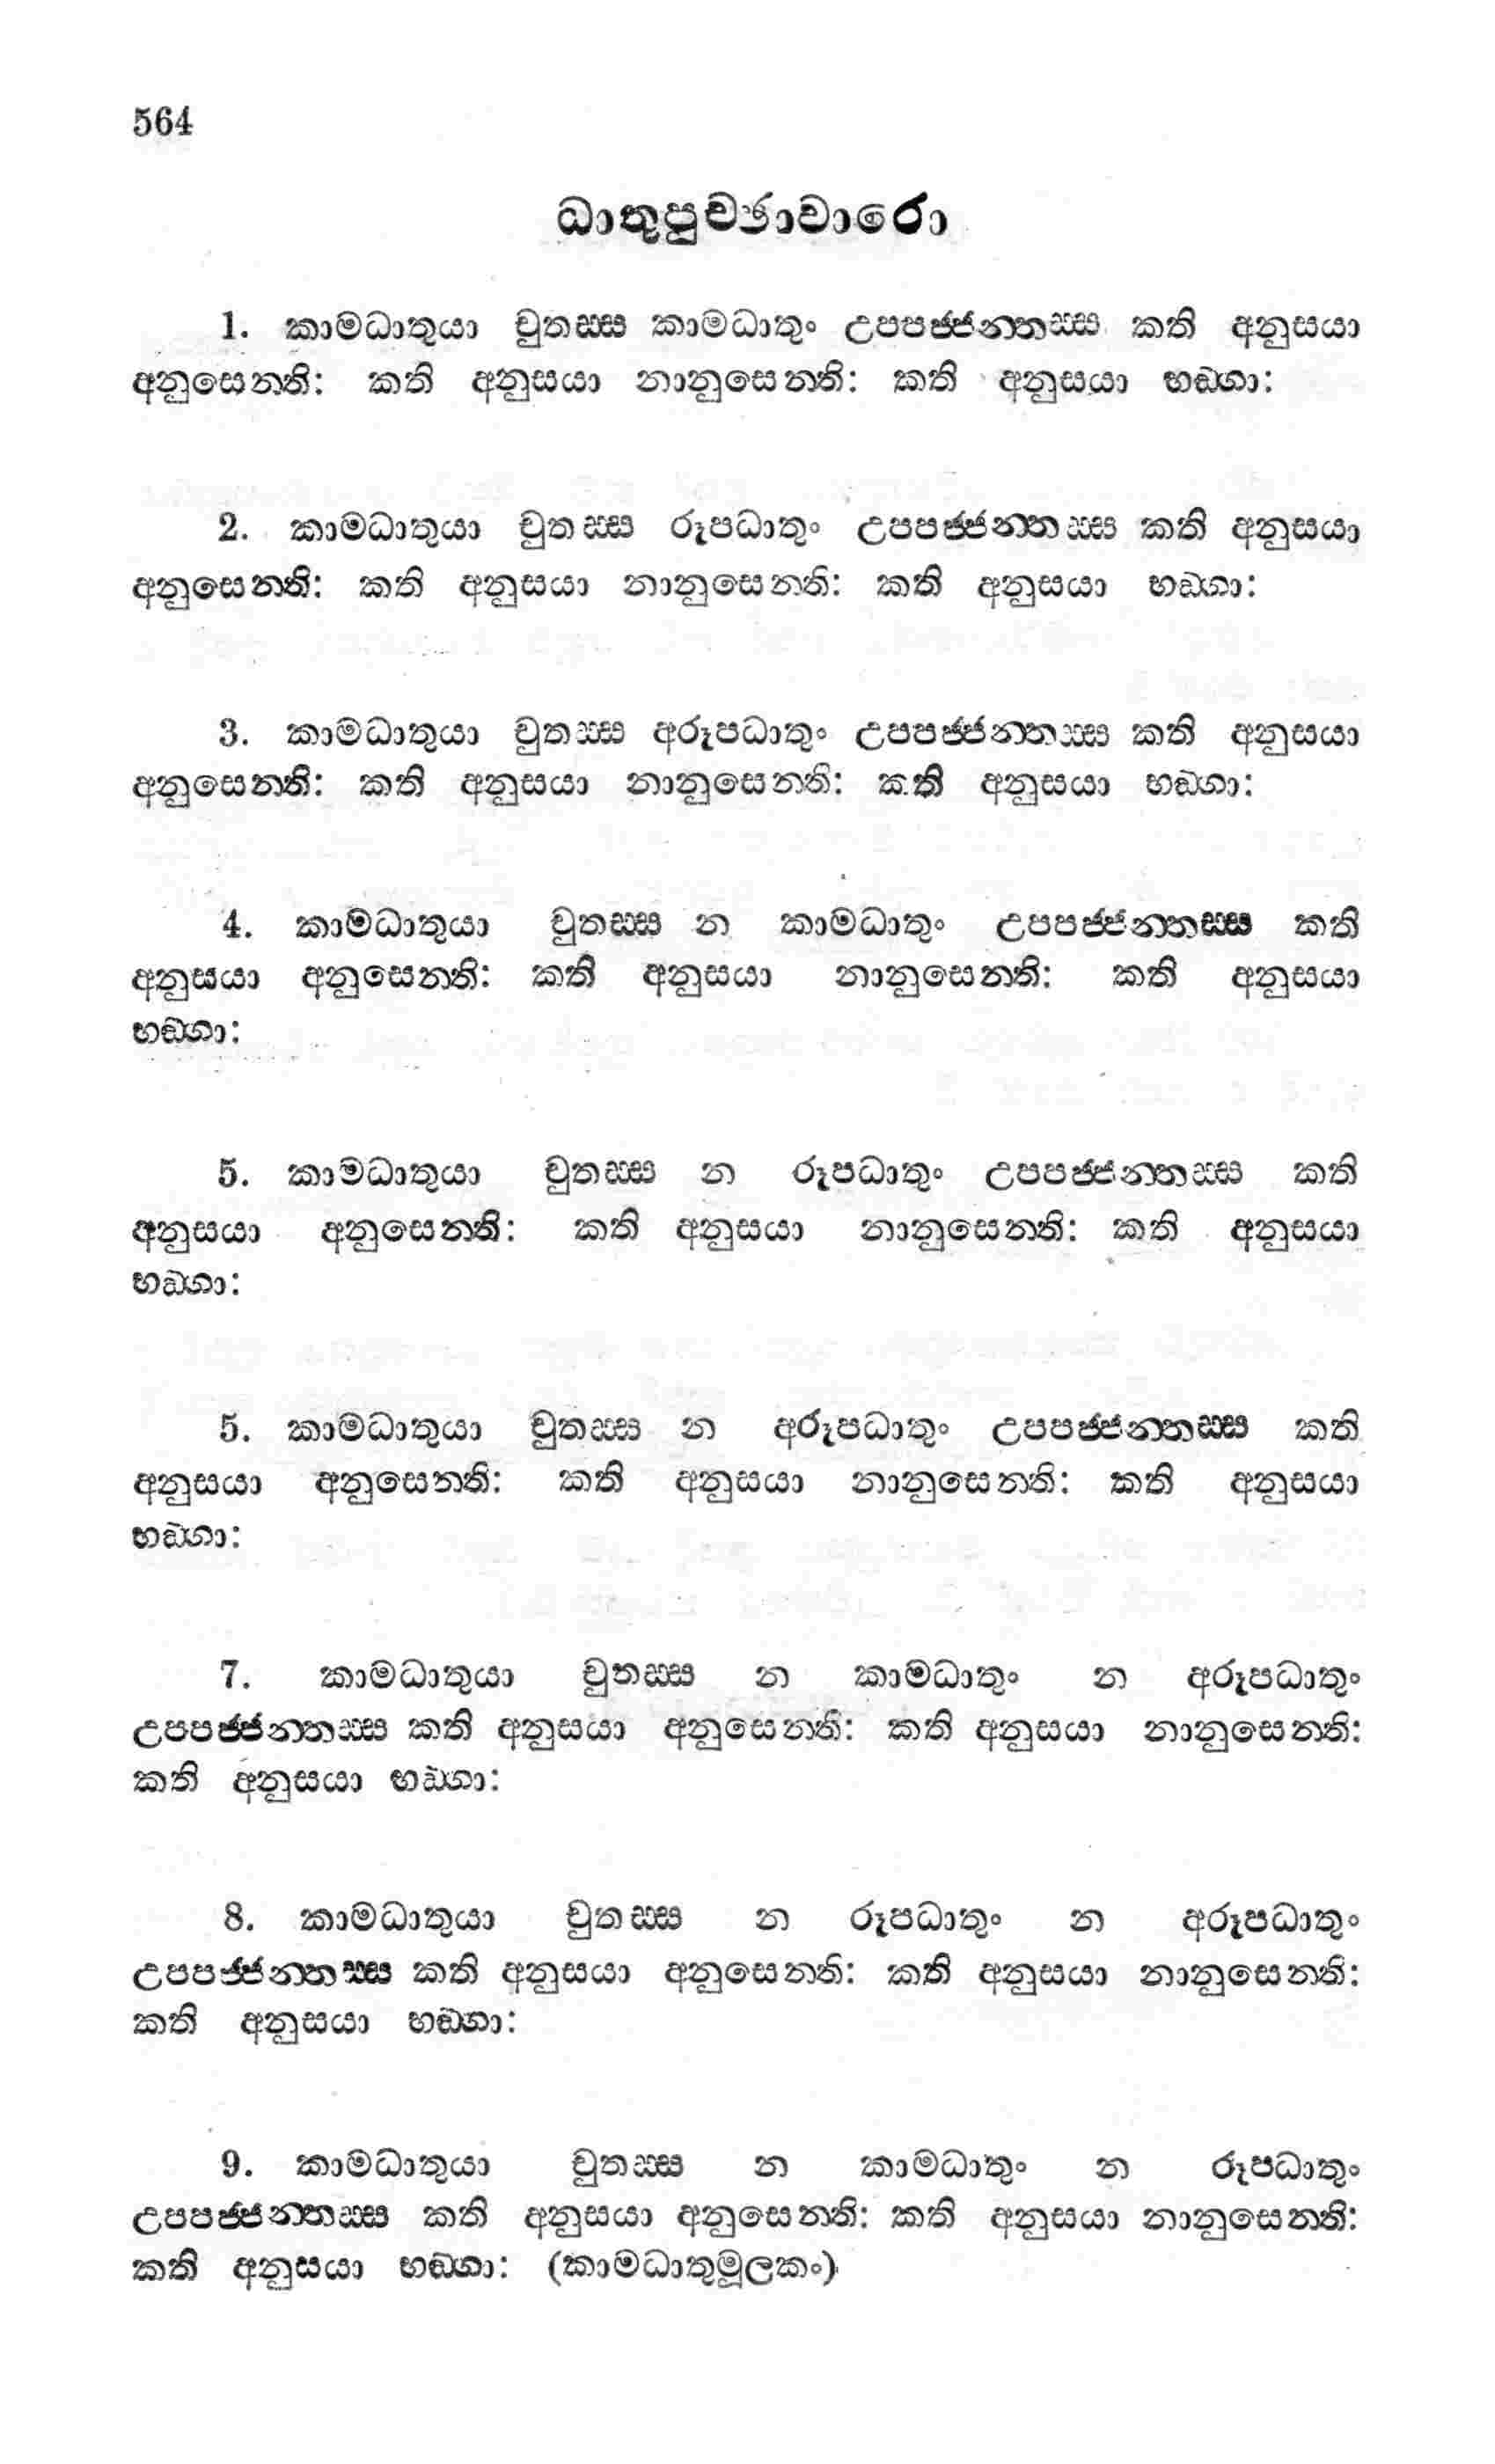 564
ධාතුපුච්ඡාවාරො
1. කාමධාතුයා චුතස්ස කාමධාතුං උපපජ්ජන්තස්ස කති අනුසයා
අනුසෙන්ති: කති අනුසයා නානුසෙන්ති: කති අනුසයා භඞ්ගා:
2. කාමධාතුයා චුතස්ස රූපධාතුං උපපජ්ජන්තස්ස කති අනුසයා
අනුසෙන්ති: කති අනුසයා නානුසෙන්ති: කති අනුසයා භඞ්ගා:
3. කාමධාතුයා චුතස්ස අරූපධාතුං උපපජ්ජන්තස්ස කති අනුසයා
අනුසෙන්ති: කති අනුසයා නානුසෙන්ති: කති අනුසයා භඞ්ගා:
4. කාමධාතුයා චුතස්ස න කාමධාතුං උපපජ්ජන්තස්ස කති
අනුසයා අනුසෙන්ති: කති අනුසයා නානුසෙන්ති: කති අනුසයා
භඞ්ගා:
5. කාමධාතුයා චුතස්ස න රූපධාතුං උපපජ්ජන්තස්ස කති
අනුසයා අනුසෙන්ති: කති අනුසයා නානුසෙන්ති: කති අනුසයා
භඞ්ගා:
5. කාමධාතුයා චුතස්ස න අරූපධාතුං උපපජ්ජන්තස්ස කති
අනුසයා අනුසෙන්ති: කති අනුසයා නානුසෙන්ති: කති අනුසයා
භඞ්ගා:
7. කාමධාතුයා චුතස්ස න කාමධාතුං න අරූපධාතුං
උපපජ්ජන්තස්ස කති අනුසයා අනුසෙන්ති: කති අනුසයා නානුසෙන්ති:
කති අනුසයා භඞ්ගා:
8. කාමධාතුයා චුතස්ස න රූපධාතුං න අරූපධාතුං
උපපජ්ජන්තස්ස කති අනුසයා අනුසෙන්ති: කති අනුසයා නානුසෙන්ති:
කති අනුසයා භඞ්ගා:
9. කාමධාතුයා චුතස්ස න කාමධාතුං න රූපධාතුං
උපපජ්ජන්තස්ස කති අනුසයා අනුසෙන්ති: කති අනුසයා නානුසෙන්ති:
කති අනුසයා භඞ්ගා: (කාමධාතුමූලකං)